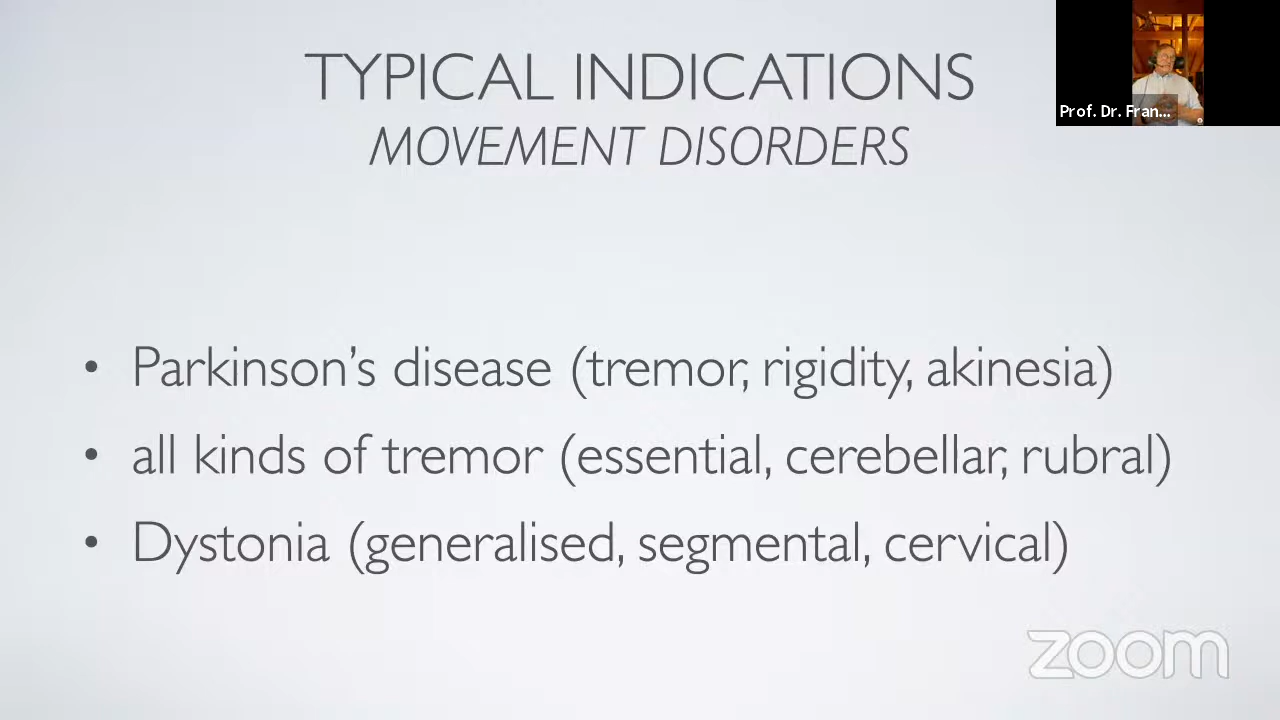 TYPICAL INDICATIONS
MOVEMENT DISORDERS
Prof. Dr. Fran...
• Parkinson’s disease (tremor, rigidity, akinesia)
• all kinds of tremor (essential, cerebellar, rubral)
• Dystonia (generalised, segmental, cervical)
zoom